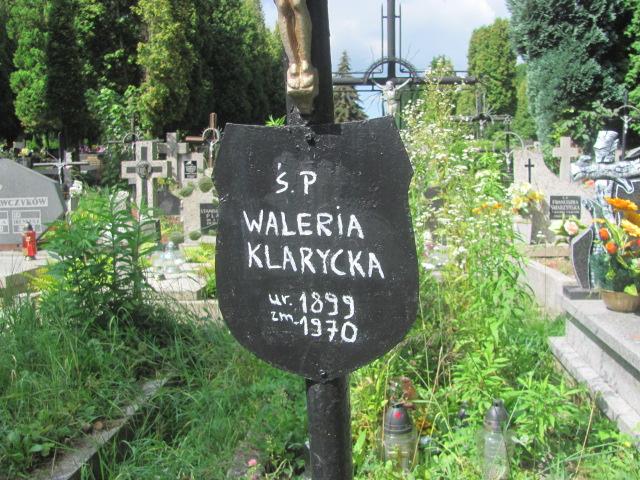 Ś.P
WALERIA
KLARYCKA
ur. 1899
zm. 1970